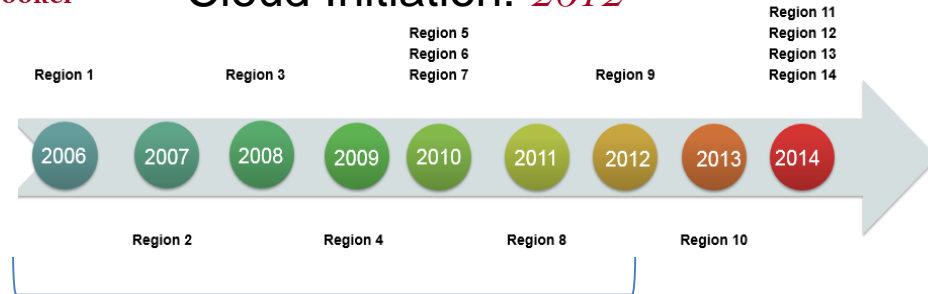 Cloud Initiation: 2012
Region 11
Region 5 Region 12
Region 6 Region 13
Region 1 Region 3 Region 7 Region 9 Region 14
2006 2007 2008 2009 2010 2011 2012 2013 2014
Region 2 Region 4 Region 8 Region 10